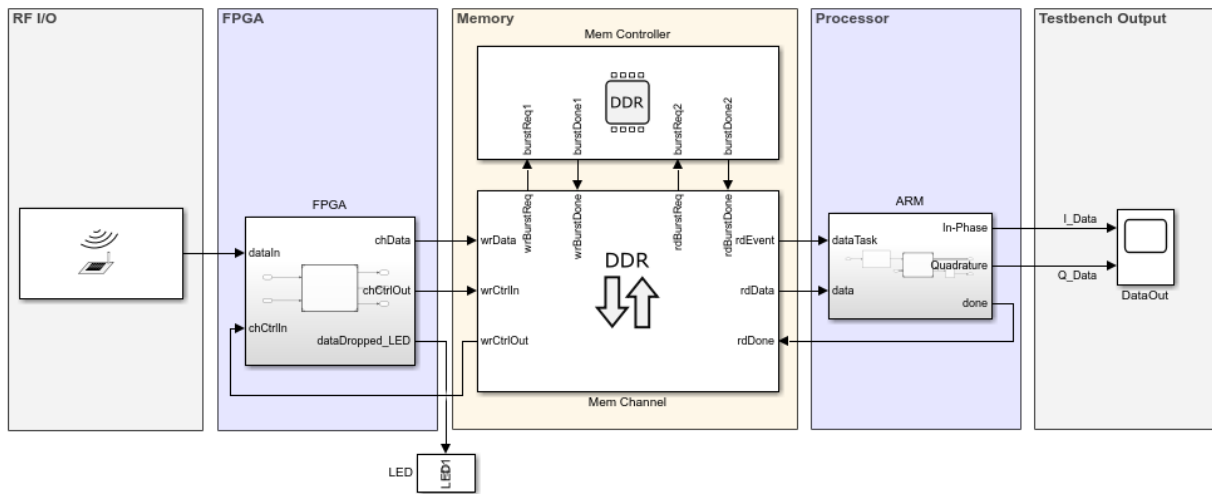 RF I/O
FPGA
Memory
Processor
Testbench Output
Mem Controller
DDR
burstReq1
burstDone1
burstReq2
burstDone2
wrBurstReq
wrBurstDone
rdBurstReq
rdBurstDone
FPGA
dataIn
chCtrlIn
chData
chCtrlOut
dataDropped_LED
wrData
wrCtrlIn
wrCtrlOut
DDR
rdEvent
rdData
rdDone
Mem Channel
ARM
dataTask
data
In-Phase
Quadrature
done
I_Data
Q_Data
DataOut
LED